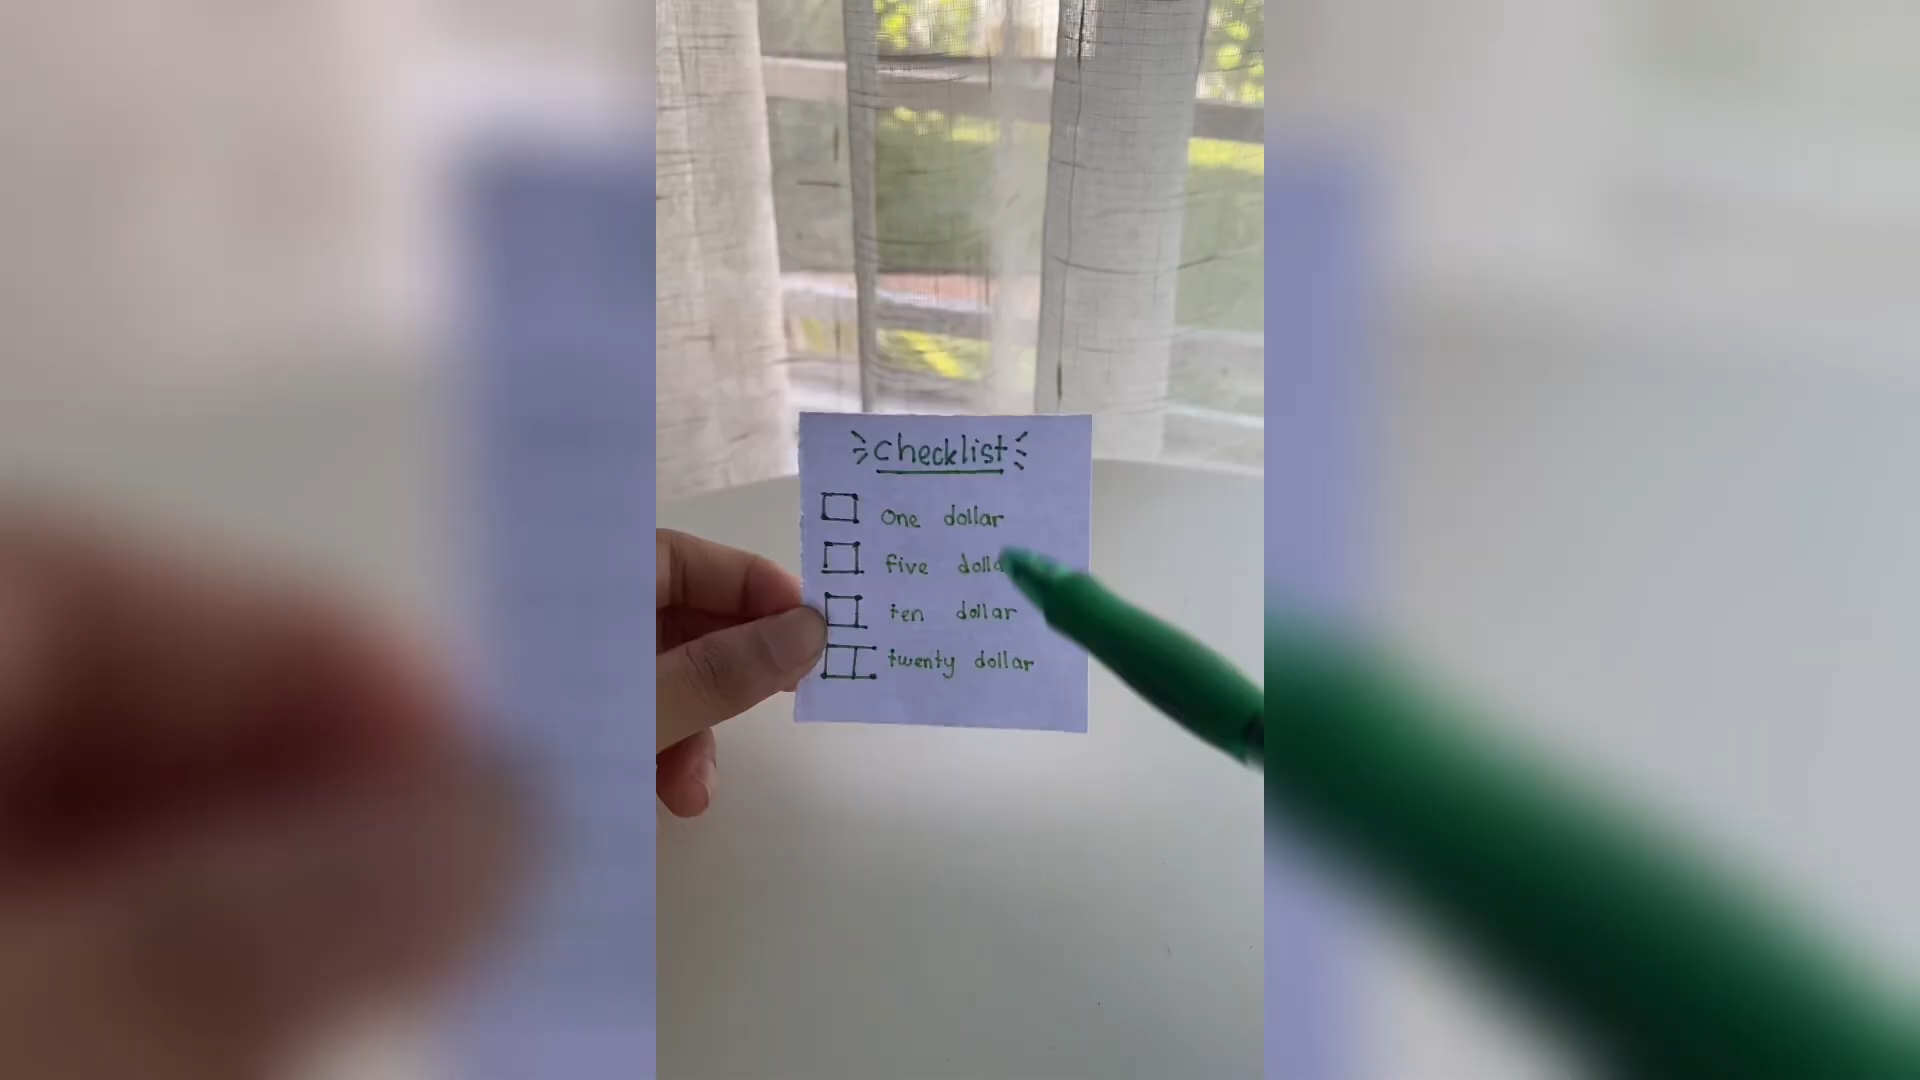 checklist
One dollar
five
ten dollar
twenty dollar